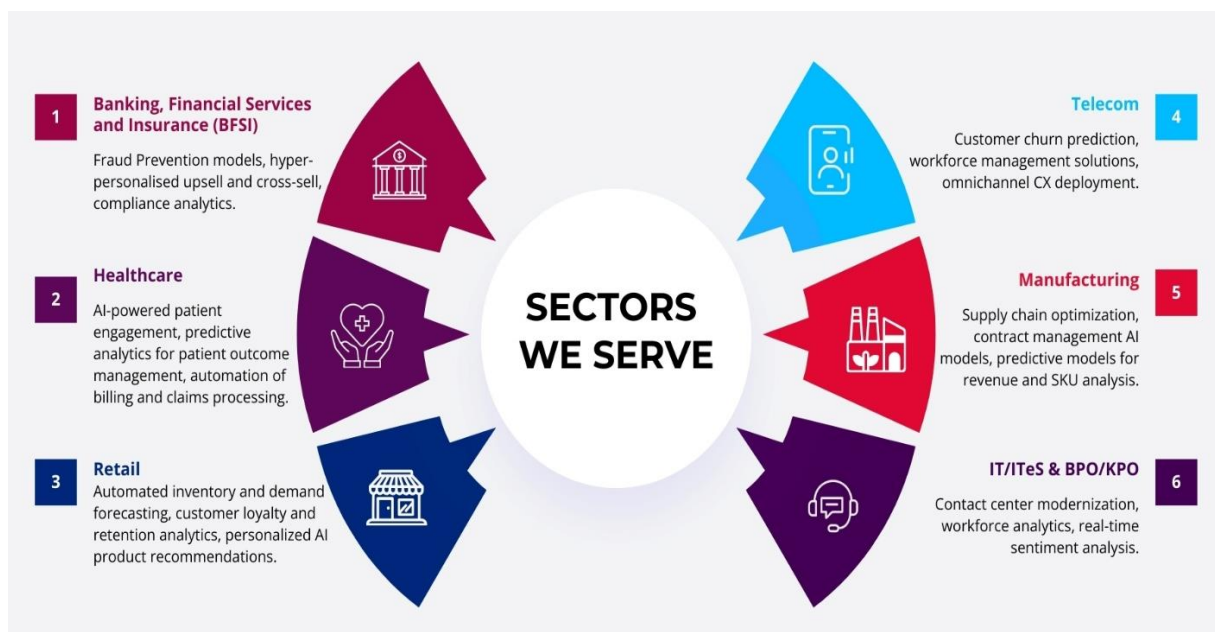 1
Banking, Financial Services
and Insurance (BFSI)
Fraud Prevention models, hyper-
personalised upsell and cross-sell,
compliance analytics.
2
Healthcare
AI-powered patient
engagement, predictive
analytics for patient outcome
management, automation of
billing and claims processing.
3
Retail
Automated inventory and demand
forecasting, customer loyalty and
retention analytics, personalized AI
product recommendations.
SECTORS
WE SERVE
Telecom
4
Customer churn prediction,
workforce management solutions,
omnichannel CX deployment.
Manufacturing
5
Supply chain optimization,
contract management AI
models, predictive models for
revenue and SKU analysis.
IT/ITeS & BPO/KPO
6
Contact center modernization,
workforce analytics, real-time
sentiment analysis.